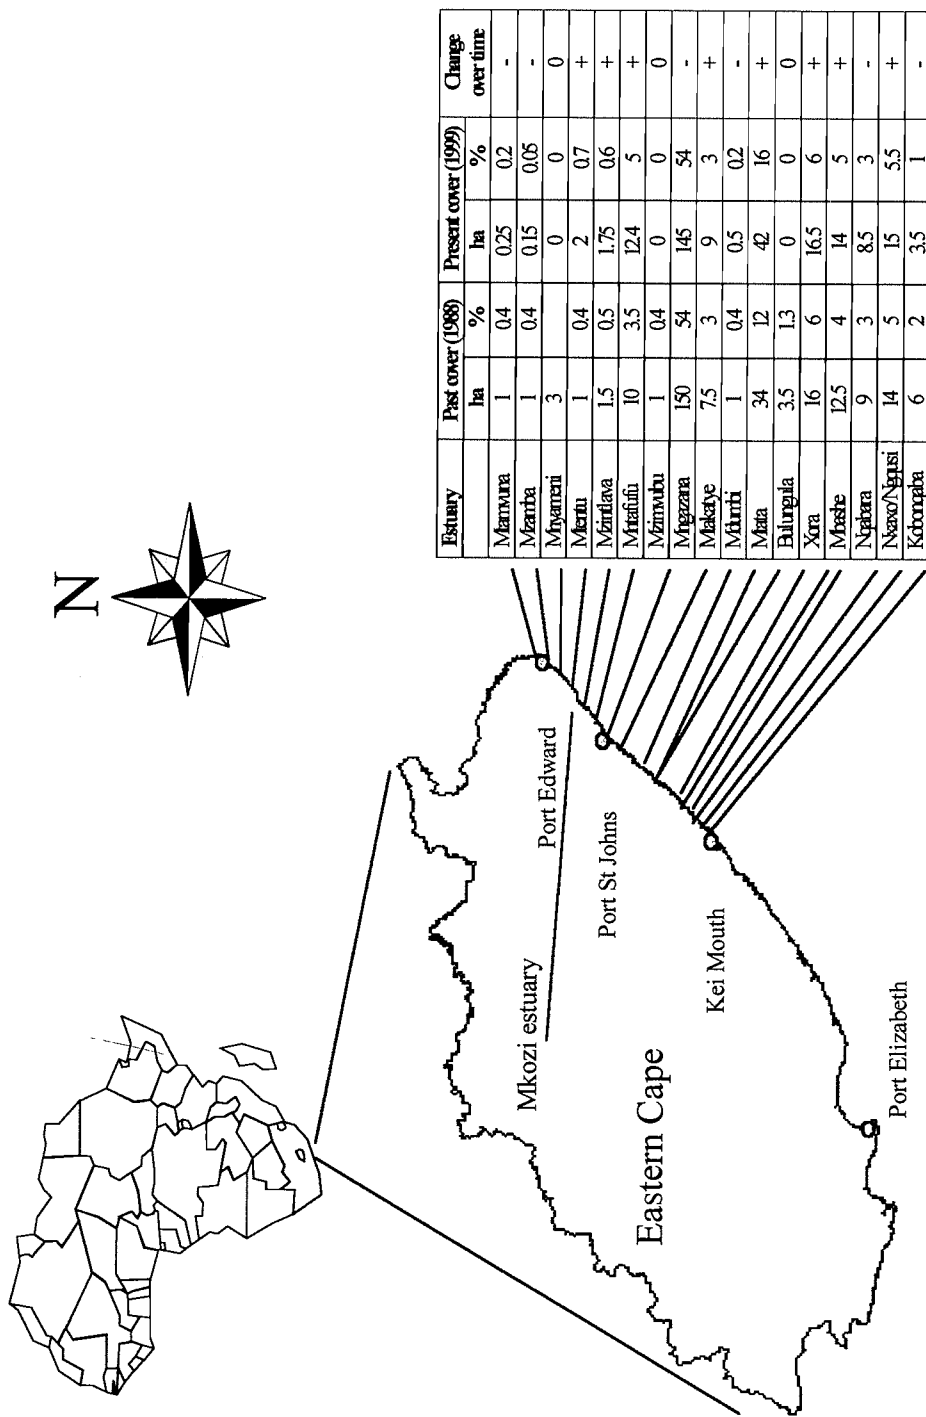 N
Mkozi estuary
Port Edward
Port St Johns
Eastern Cape
Kei Mouth
Port Elizabeth
Estuary Past cover (1988) Present cover (1999) Change over time
ha % ha %
Mtamvuna 1 0.4 0.25 0.2 -
Mzamba 1 0.4 0.15 0.05 -
Mnyameni 3 0 0 0
Mtentu 1 0.4 2 0.7 +
Mzintlava 1.5 0.5 1.75 0.6 +
Mntafufu 10 3.5 12.4 5 +
Mzimvubu 1 0.4 0 0 0
Mngazana 150 54 145 54 -
Mtakatye 7.5 3 9 3 +
Mdumbi 1 0.4 0.5 0.2 -
Mtata 34 12 42 16 +
Bulungula 3.5 1.3 0 0 0
Xora 16 6 16.5 6 +
Mbashe 12.5 4 14 5 +
Nqabara 9 3 8.5 3 -
Nxaxo/Ngqusi 14 5 15 5.5 +
Kobonqaba 6 2 3.5 1 -